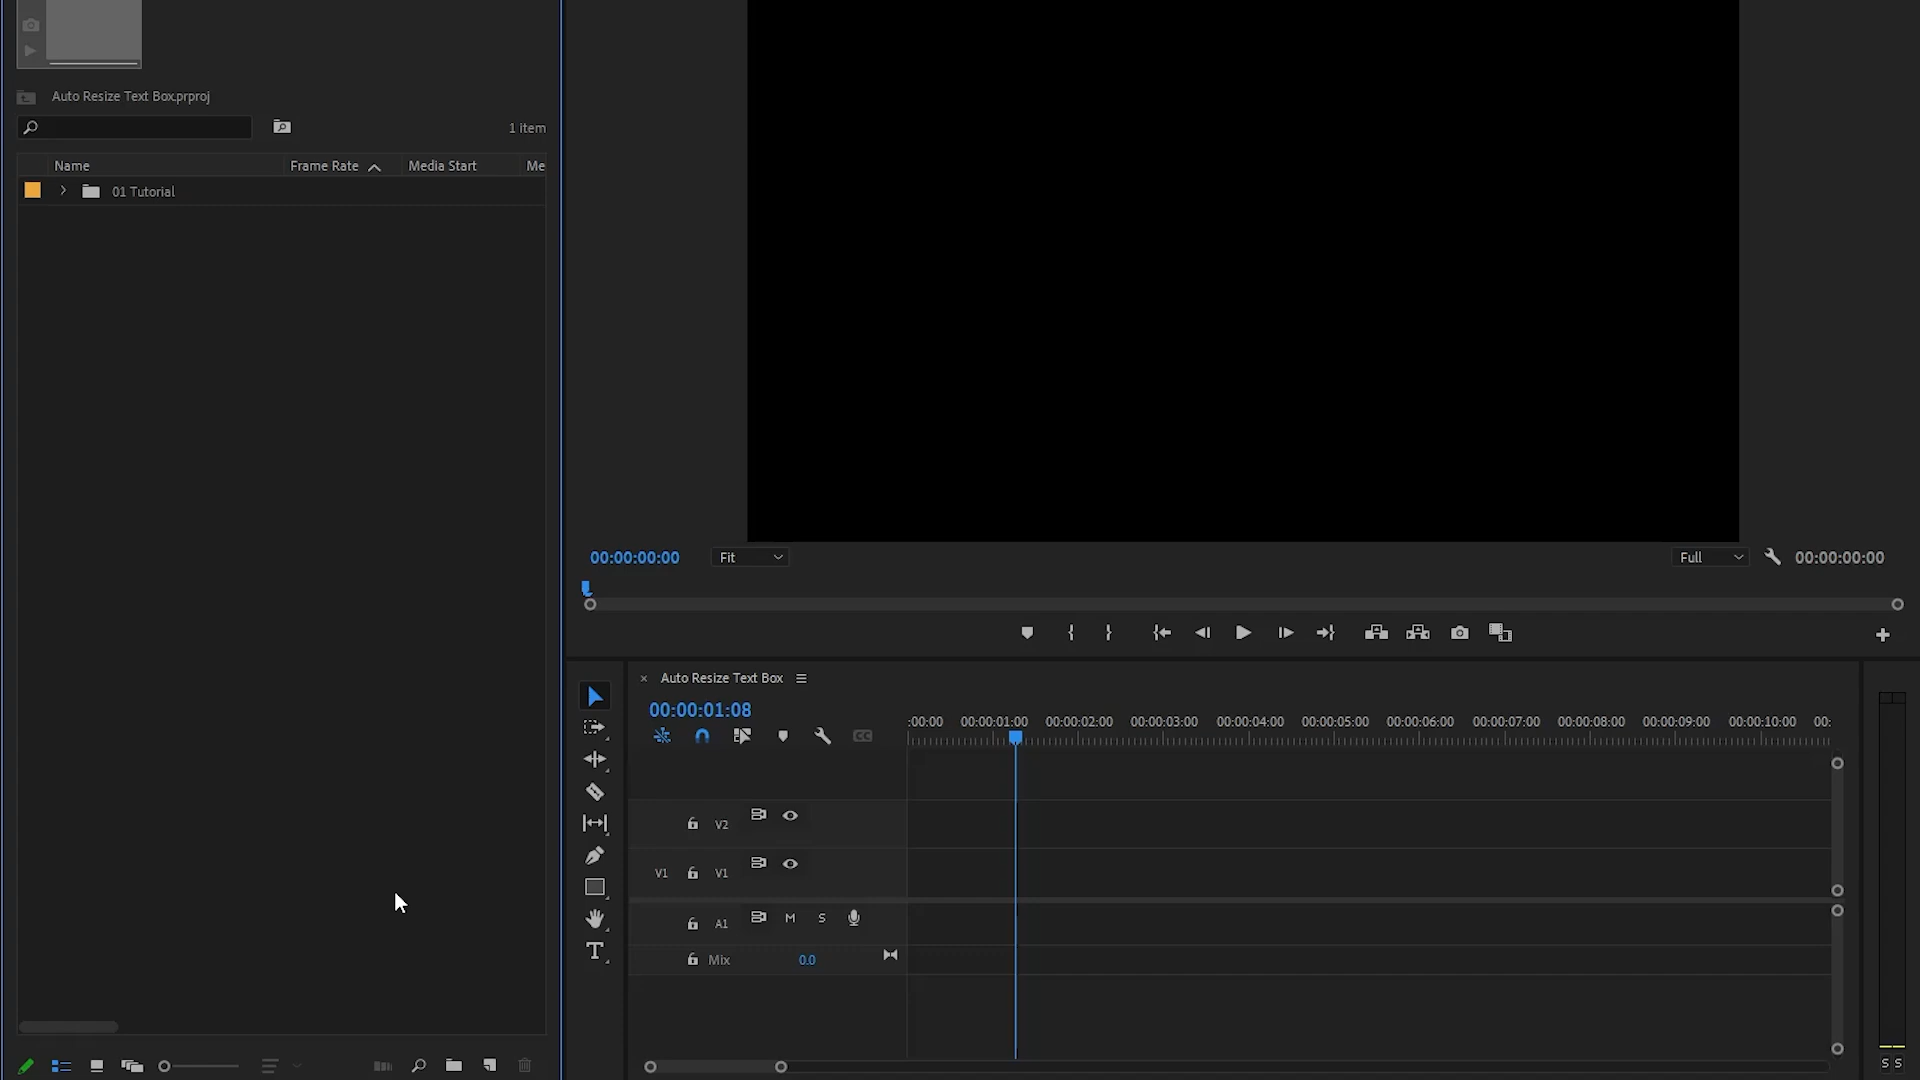 Auto Resize Text Box.prproj
1 item
Name Frame Rate Media Start Me
01 Tutorial
00:00:00:00 Fit Full 00:00:00:00
Auto Resize Text Box
00:00:01:08
:00:00 00:00:01:00 00:00:02:00 00:00:03:00 00:00:04:00 00:00:05:00 00:00:06:00 00:00:07:00 00:00:08:00 00:00:09:00 00:00:10:00 00:
CC
V2
V1 V1
A1 M S
Mix 0.0
S S